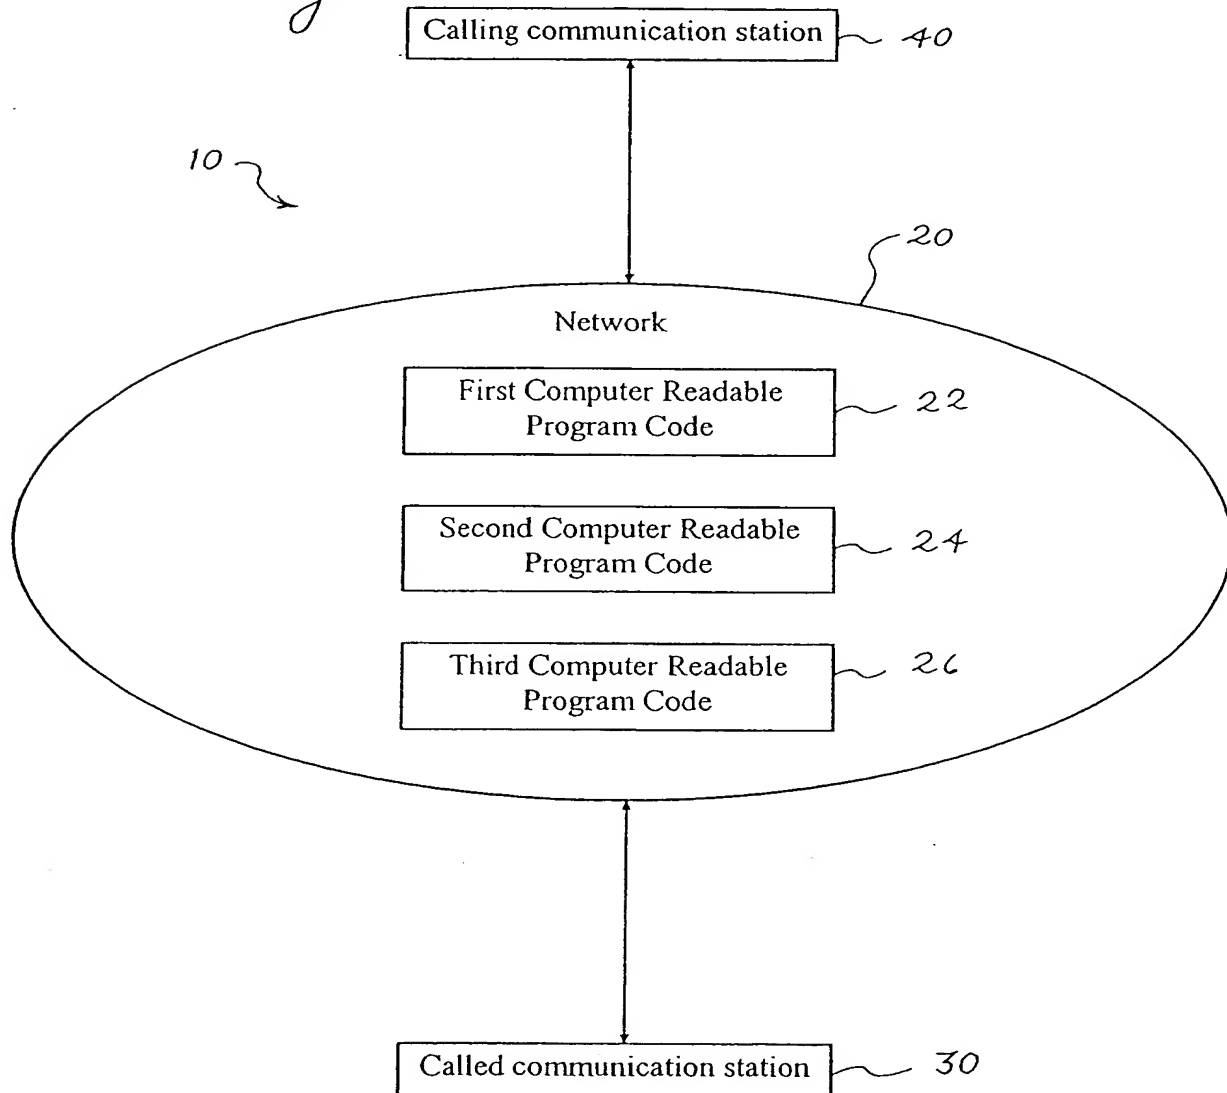 Calling communication station 40
10
20
Network
First Computer Readable
Program Code
22
Second Computer Readable
Program Code
24
Third Computer Readable
Program Code
26
Called communication station 30